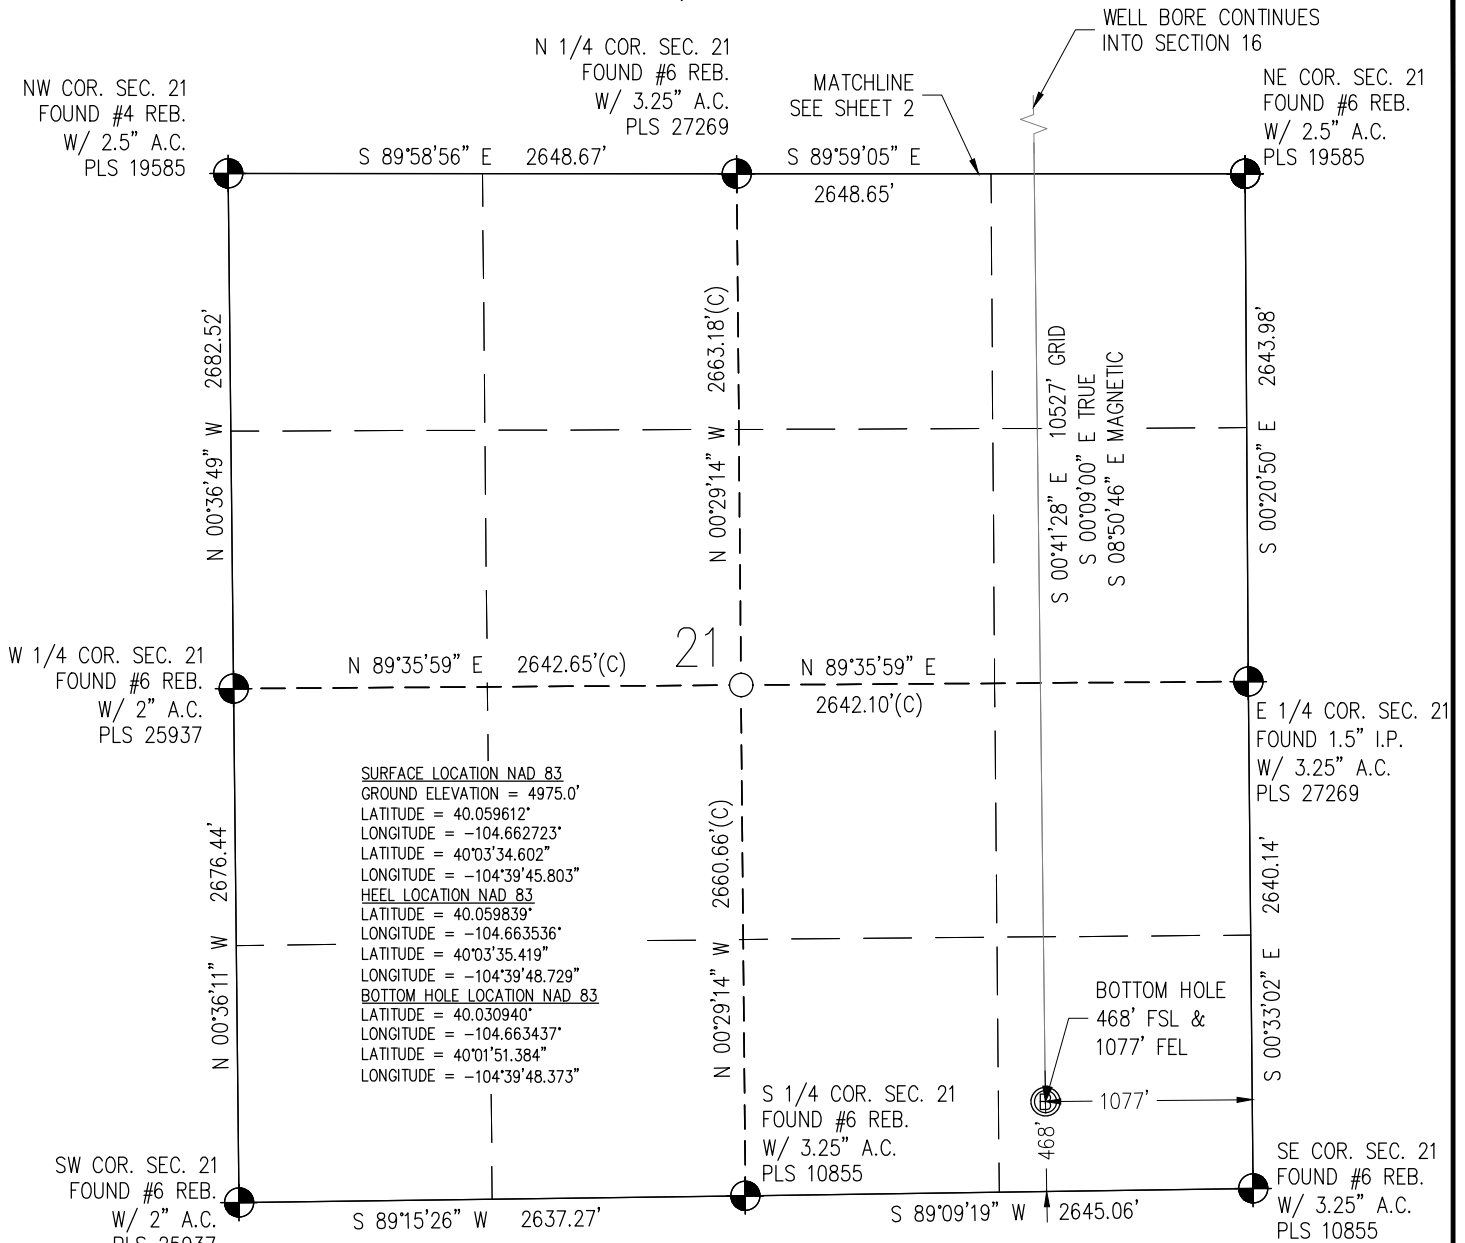 WELL BORE CONTINUES
INTO SECTION 16
N 1/4 COR. SEC. 21
FOUND #6 REB.
W/ 3.25" A.C.
PLS 27269
NW COR. SEC. 21
FOUND #4 REB.
W/ 2.5" A.C.
PLS 19585
MATCHLINE
SEE SHEET 2
NE COR. SEC. 21
FOUND #6 REB.
W/ 2.5" A.C.
PLS 19585
S 89°58'56" E 2648.67'
S 89°59'05" E
2648.65'
N 00°36'49" W 2682.52'
N 00°29'14" W 2663.18'(C)
S 00°41'28" E 10527' GRID
S 00°09'00" E TRUE
S 08°50'46" E MAGNETIC
S 00°20'50" E 2643.98'
21
W 1/4 COR. SEC. 21
FOUND #6 REB.
W/ 2" A.C.
PLS 25937
N 89°35'59" E 2642.65'(C)
N 89°35'59" E
2642.10'(C)
E 1/4 COR. SEC. 21
FOUND 1.5" I.P.
W/ 3.25" A.C.
PLS 27269
SURFACE LOCATION NAD 83
GROUND ELEVATION = 4975.0'
LATITUDE = 40.059612°
LONGITUDE = -104.662723°
LATITUDE = 40°03'34.602"
LONGITUDE = -104°39'45.803"
HEEL LOCATION NAD 83
LATITUDE = 40.059839°
LONGITUDE = -104.663536°
LATITUDE = 40°03'35.419"
LONGITUDE = -104°39'48.729"
BOTTOM HOLE LOCATION NAD 83
LATITUDE = 40.030940°
LONGITUDE = -104.663437°
LATITUDE = 40°01'51.384"
LONGITUDE = -104°39'48.373"
N 00°36'11" W 2676.44'
N 00°29'14" W 2660.66'(C)
S 00°33'02" E 2640.14'
BOTTOM HOLE
468' FSL &
1077' FEL
B
1077'
468'
S 1/4 COR. SEC. 21
FOUND #6 REB.
W/ 3.25" A.C.
PLS 10855
SW COR. SEC. 21
FOUND #6 REB.
W/ 2" A.C.
PLS 25937
SE COR. SEC. 21
FOUND #6 REB.
W/ 3.25" A.C.
PLS 10855
S 89°15'26" W 2637.27'
S 89°09'19" W 2645.06'